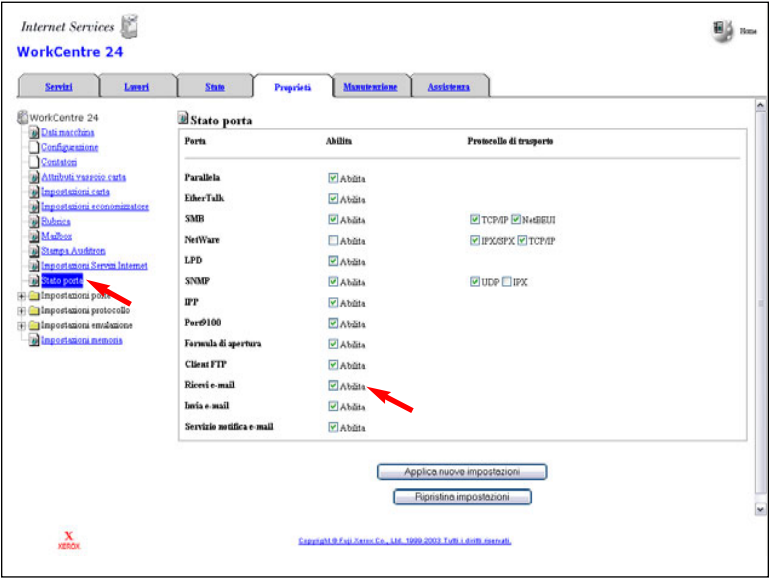 Internet Services
Home
WorkCentre 24
Servizi Lavori Stato Proprietà Manutenzione Assistenza
WorkCentre 24
Dati macchina
Configurazione
Contatori
Attributi vassoio carta
Impostazioni carta
Impostazioni economizzatore
Rubrica
Mailbox
Stampa Auditron
Impostazioni Servizi Internet
Stato porta
Impostazioni porte
Impostazioni protocollo
Impostazioni emulazione
Impostazioni memoria
Stato porta
Porta Abilita Protocollo di trasporto
Parallela Abilita
EtherTalk Abilita
SMB Abilita TCP/IP NetBEUI
NetWare Abilita IPX/SPX TCP/IP
LPD Abilita
SNMP Abilita UDP IPX
IPP Abilita
Port9100 Abilita
Formula di apertura Abilita
Client FTP Abilita
Ricevi e-mail Abilita
Invia e-mail Abilita
Servizio notifica e-mail Abilita
Applica nuove impostazioni
Ripristina impostazioni
X
XEROX
Copyright © Fuji Xerox Co., Ltd. 1999-2003. Tutti i diritti riservati.